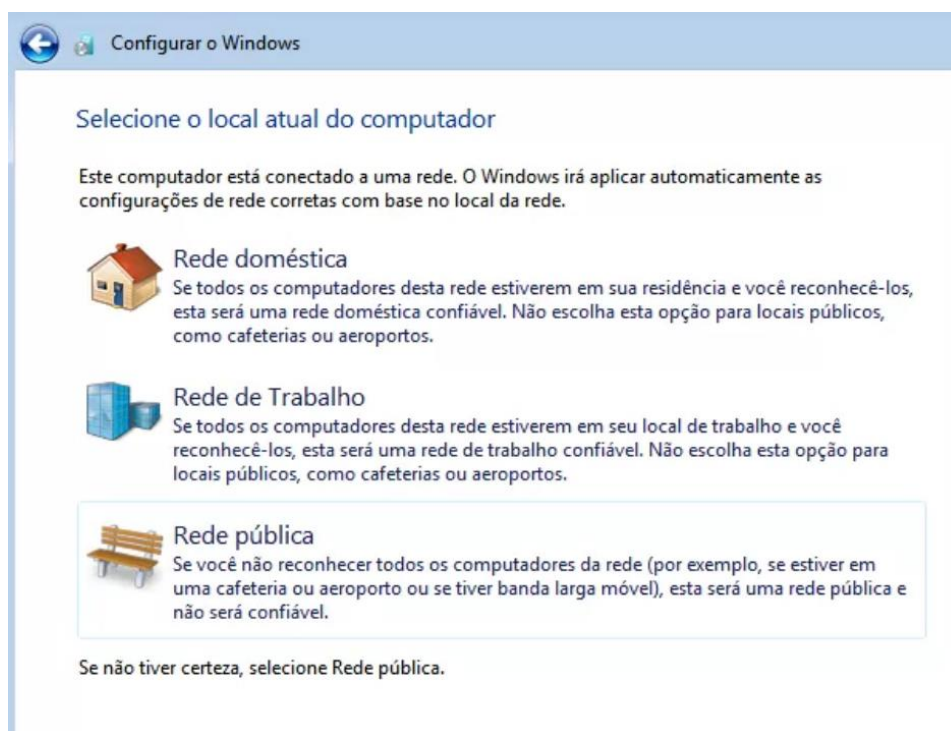 Configurar o Windows
Selecione o local atual do computador
Este computador está conectado a uma rede. O Windows irá aplicar automaticamente as
configurações de rede corretas com base no local da rede.
Rede doméstica
Se todos os computadores desta rede estiverem em sua residência e você reconhecê-los,
esta será uma rede doméstica confiável. Não escolha esta opção para locais públicos,
como cafeterias ou aeroportos.
Rede de Trabalho
Se todos os computadores desta rede estiverem em seu local de trabalho e você
reconhecê-los, esta será uma rede de trabalho confiável. Não escolha esta opção para
locais públicos, como cafeterias ou aeroportos.
Rede pública
Se você não reconhecer todos os computadores da rede (por exemplo, se estiver em
uma cafeteria ou aeroporto ou se tiver banda larga móvel), esta será uma rede pública e
não será confiável.
Se não tiver certeza, selecione Rede pública.